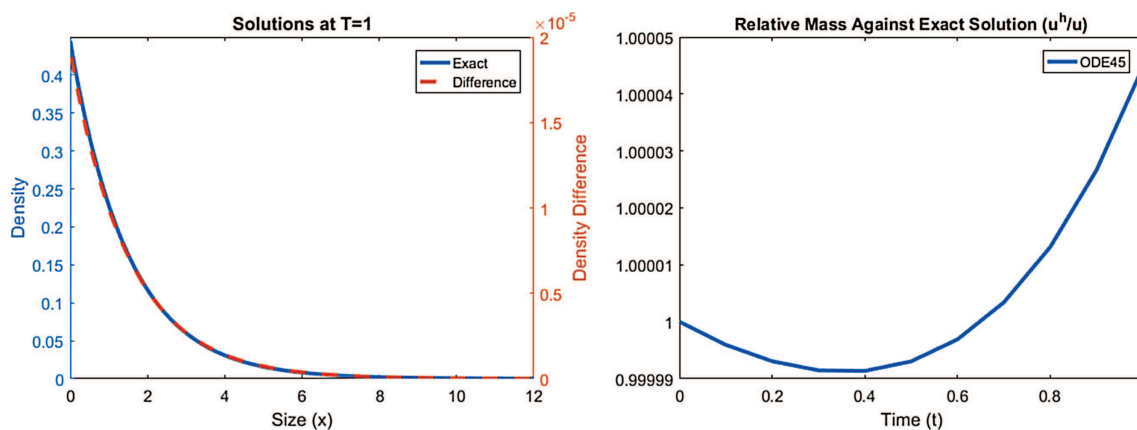 Solutions at T=1
×10⁻⁵
Density
0.4
0.35
0.3
0.25
0.2
0.15
0.1
0.05
0
Exact
Difference
2
1.5
1
0.5
0
Density Difference
0 2 4 6 8 10 12
Size (x)
Relative Mass Against Exact Solution (uʰ/u)
1.00005
1.00004
1.00003
1.00002
1.00001
1
0.99999
ODE45
0 0.2 0.4 0.6 0.8
Time (t)